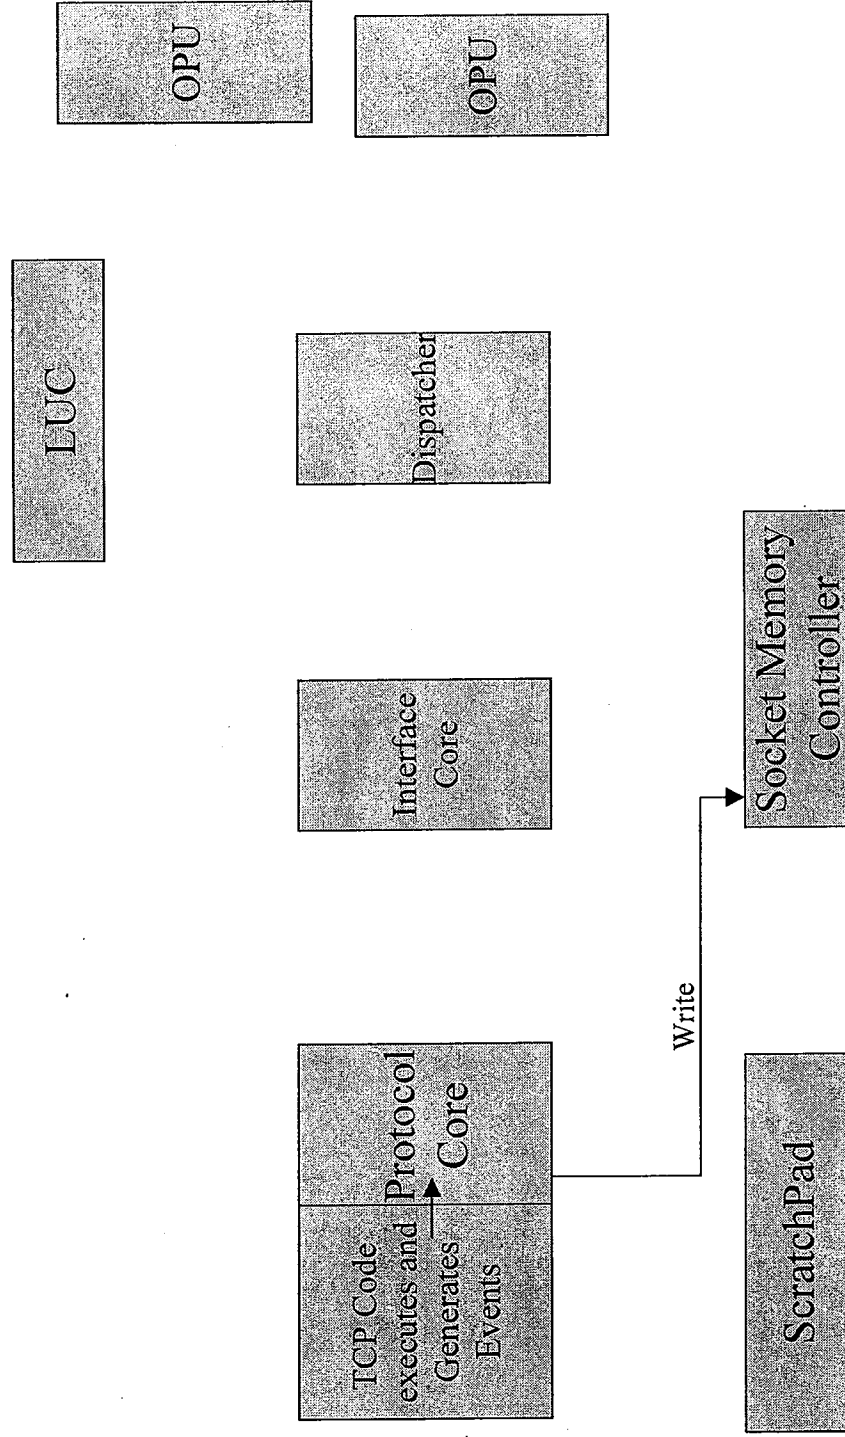 LUC
OPU
OPU
TCP Code
executes and
Generates
Events
Protocol
Core
Interface
Core
Dispatcher
Write
ScratchPad
Socket Memory
Controller